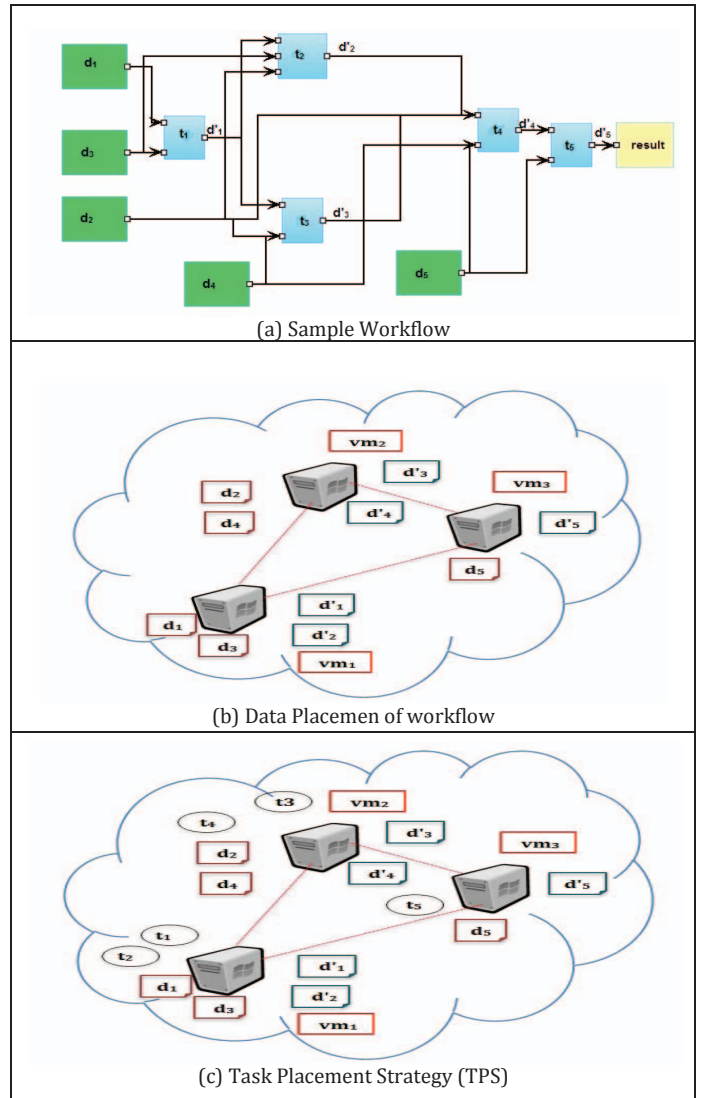 d₁
t₂
d'₂
d₃
t₁
d'₁
t₄
d'₄
t₅
d'₅
result
d₂
t₃
d'₃
d₄
d₅
(a) Sample Workflow
vm₂
d'₃
vm₃
d₂
d₄
d'₄
d'₅
d₅
d'₁
d₁
d₃
d'₂
vm₁
(b) Data Placemen of workflow
t3
vm₂
t₄
d'₃
vm₃
d₂
d₄
d'₄
d'₅
t₅
d₅
t₁
t₂
d'₁
d₁
d₃
d'₂
vm₁
(c) Task Placement Strategy (TPS)